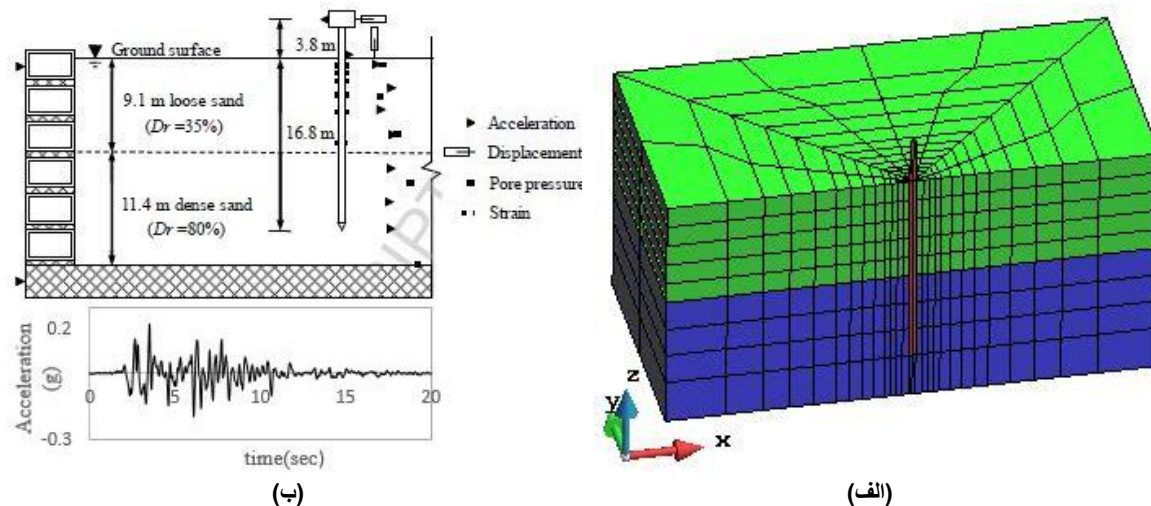 Ground surface
3.8 m
9.1 m loose sand
(Dr =35%)
16.8 m
11.4 m dense sand
(Dr =80%)
Acceleration
Displacement
Pore pressure
Strain
0.2
-0.3
Acceleration
(g)
0 5 10 15 20
time(sec)
(ب)
z
y
x
(الف)